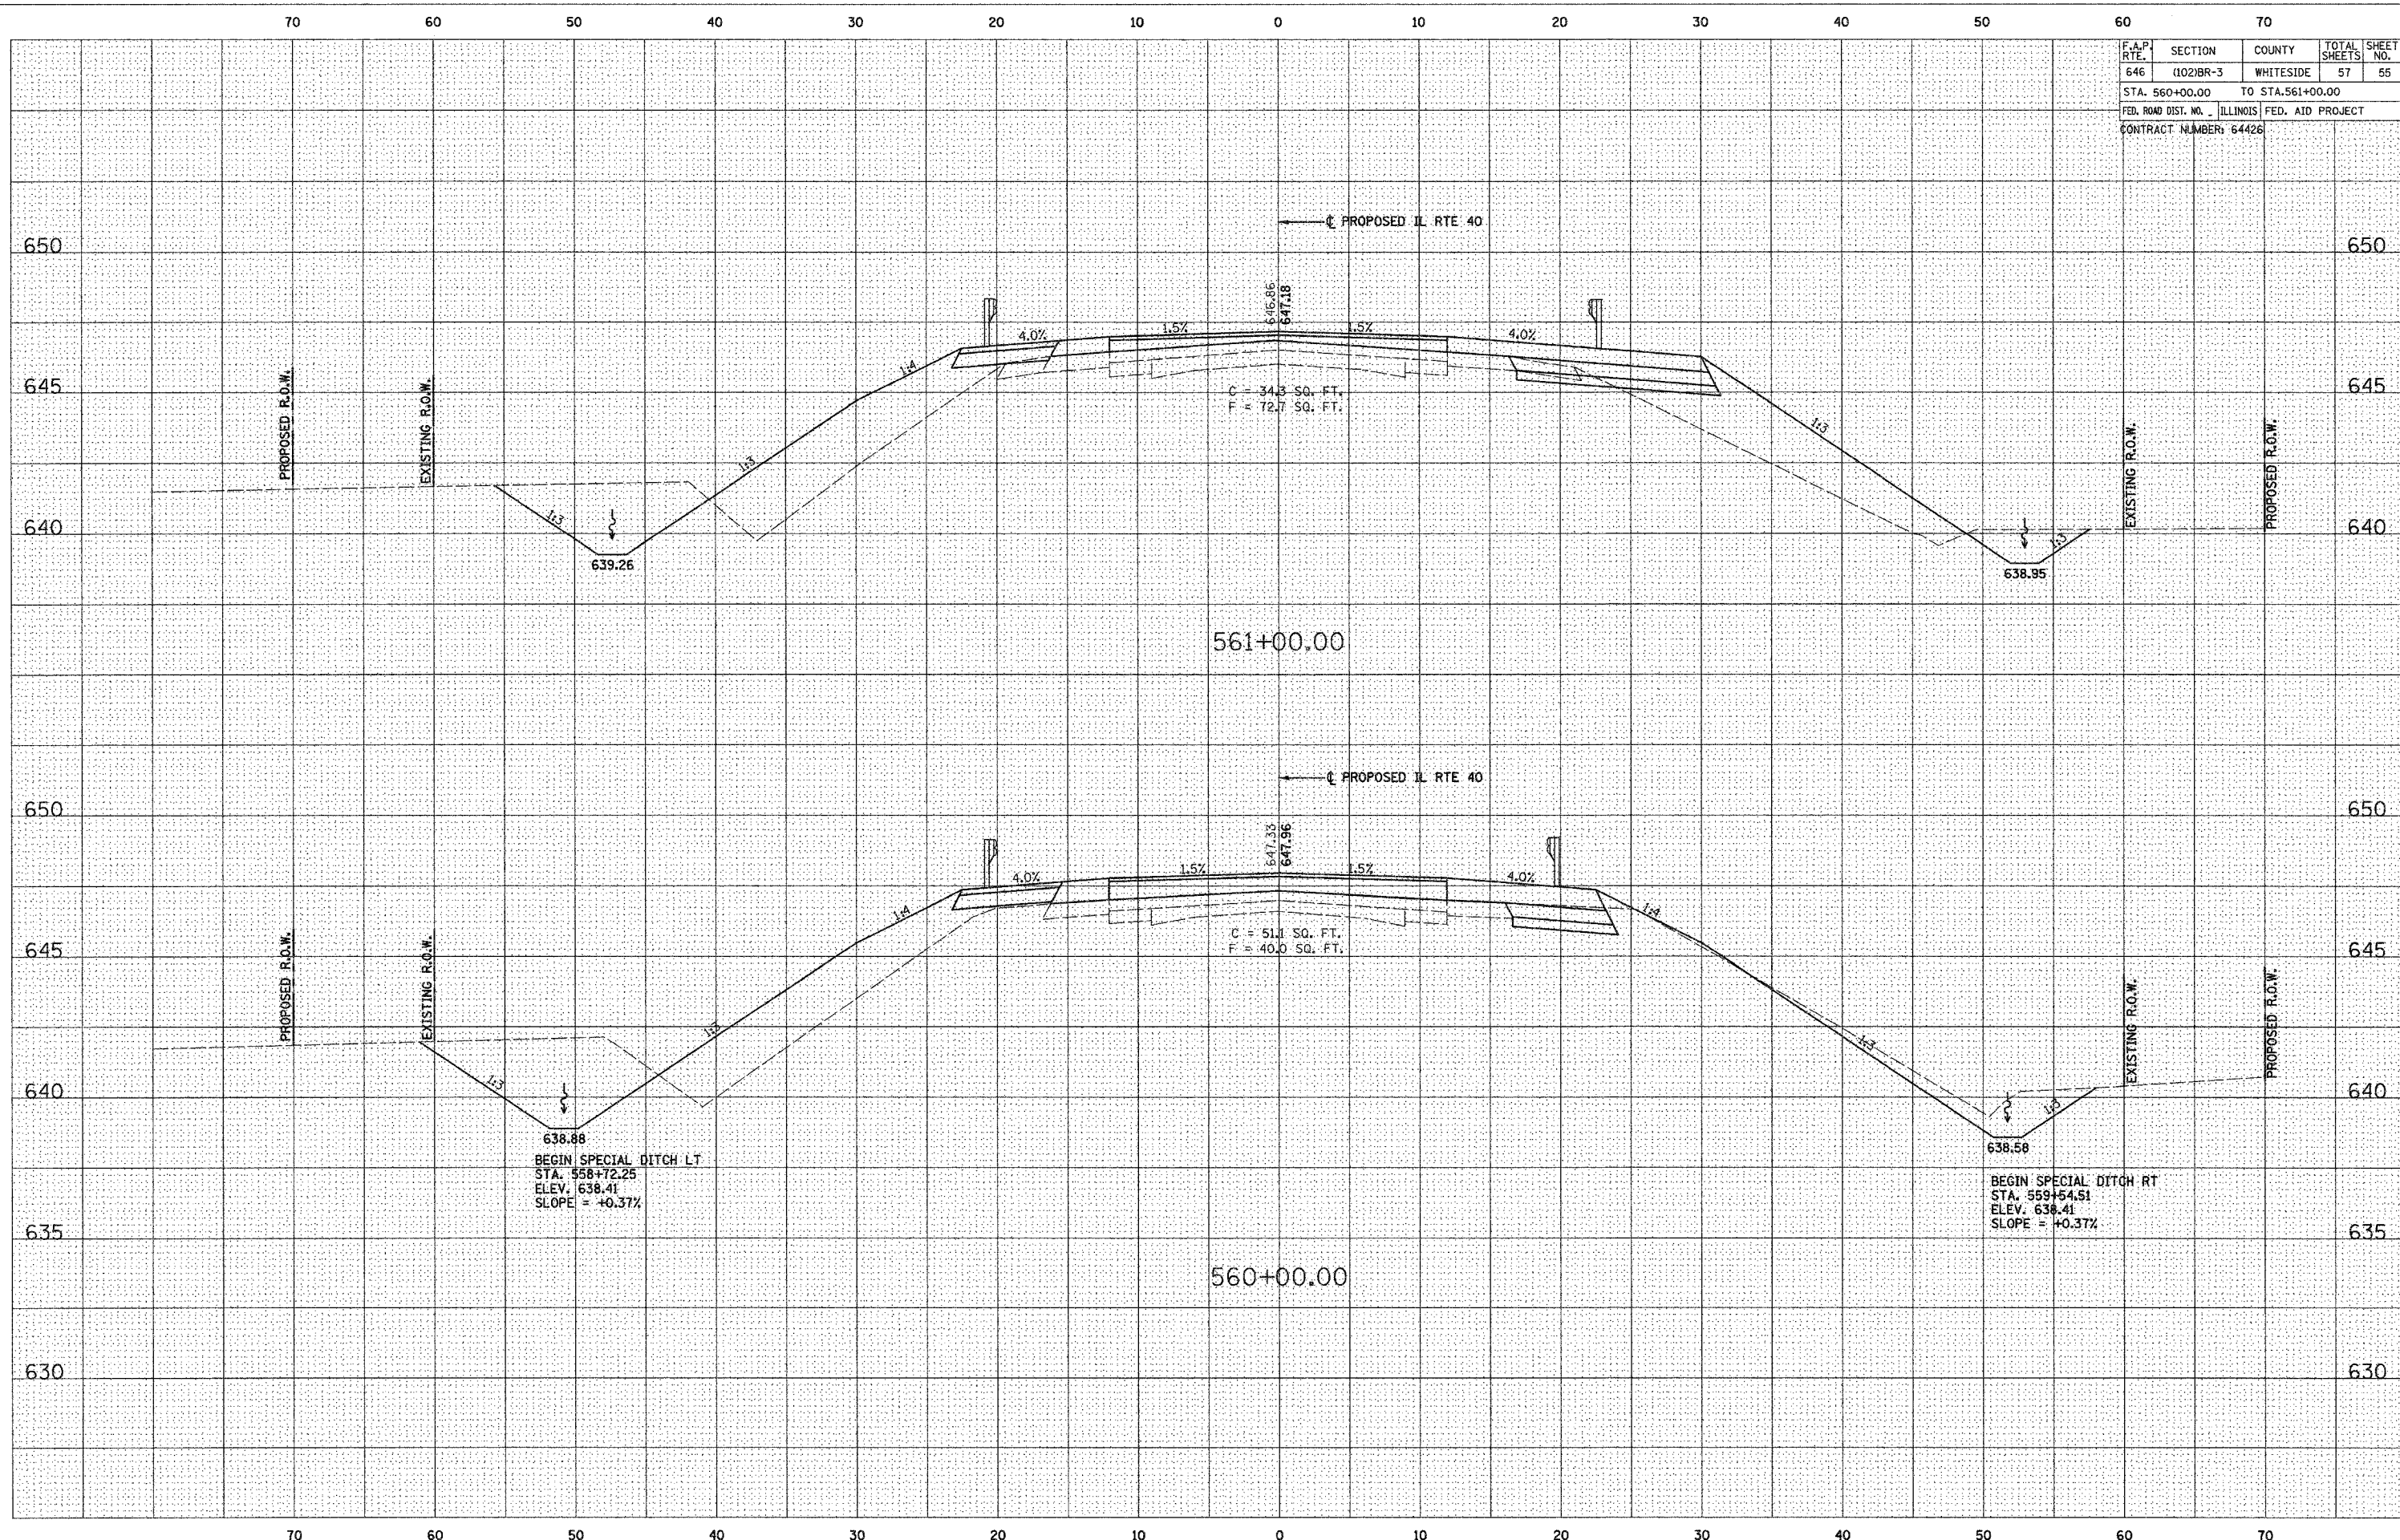 70 60 50 40 30 20 10 0 10 20 30 40 50 60 70
F.A.P. RTE. SECTION COUNTY TOTAL SHEETS SHEET NO.
646 (102)BR-3 WHITESIDE 57 55
STA. 560+00.00 TO STA.561+00.00
FED. ROAD DIST. NO. _ ILLINOIS FED. AID PROJECT
CONTRACT NUMBER: 64426
℄ PROPOSED IL RTE 40
650 650
646.86
647.18
4.0% 1.5% 1.5% 4.0%
1:4
645 645
C = 34.3 SQ. FT.
F = 72.7 SQ. FT.
PROPOSED R.O.W.
EXISTING R.O.W.
1:3
1:3
EXISTING R.O.W.
PROPOSED R.O.W.
1:3
1:3
640 640
639.26
638.95
561+00.00
℄ PROPOSED IL RTE 40
650 650
647.33
647.96
4.0% 1.5% 1.5% 4.0%
1:4
1:4
C = 51.1 SQ. FT.
F = 40.0 SQ. FT.
645 645
PROPOSED R.O.W.
EXISTING R.O.W.
1:3
1:3
EXISTING R.O.W.
PROPOSED R.O.W.
1:3
1:3
640 640
638.88
638.58
BEGIN SPECIAL DITCH LT
STA. 558+72.25
ELEV. 638.41
SLOPE = +0.37%
BEGIN SPECIAL DITCH RT
STA. 559+54.51
ELEV. 638.41
SLOPE = +0.37%
635 635
560+00.00
630 630
70 60 50 40 30 20 10 0 10 20 30 40 50 60 70